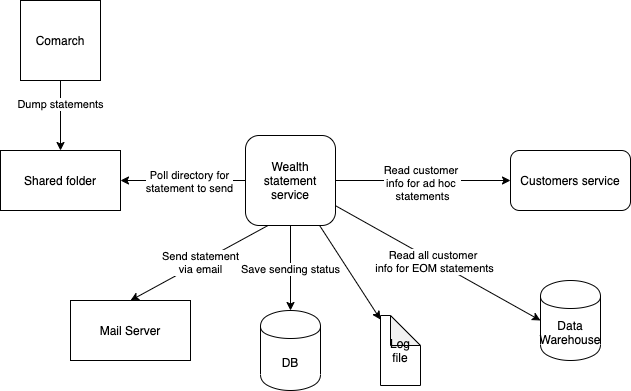 Comarch
Dump statements
Shared folder
Poll directory for
statement to send
Wealth
statement
service
Read customer
info for ad hoc
statements
Customers service
Send statement
via email
Save sending status
Read all customer
info for EOM statements
Mail Server
DB
Log
file
Data
Warehouse